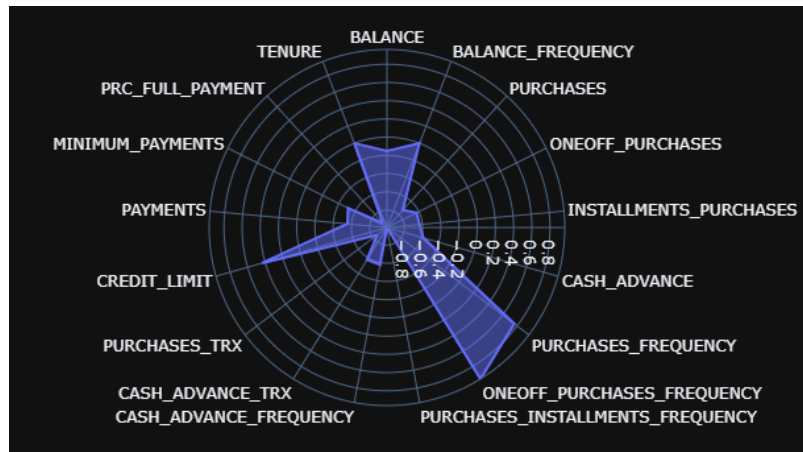 BALANCE
TENURE
BALANCE_FREQUENCY
PRC_FULL_PAYMENT
PURCHASES
MINIMUM_PAYMENTS
ONEOFF_PURCHASES
PAYMENTS
INSTALLMENTS_PURCHASES
−0.8
−0.6
−0.4
−0.2
0
0.2
0.4
0.6
0.8
CREDIT_LIMIT
CASH_ADVANCE
PURCHASES_TRX
PURCHASES_FREQUENCY
CASH_ADVANCE_TRX
ONEOFF_PURCHASES_FREQUENCY
CASH_ADVANCE_FREQUENCY
PURCHASES_INSTALLMENTS_FREQUENCY